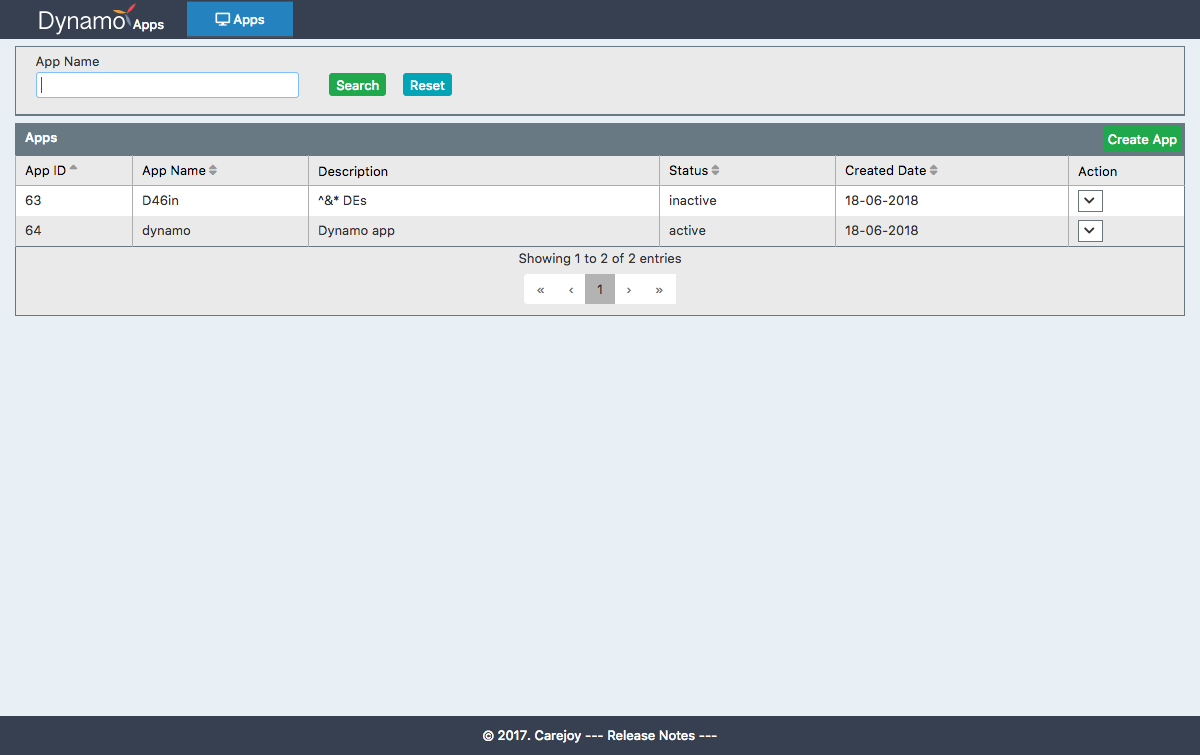 Dynamo Apps
Apps
App Name
Search
Reset
Apps
Create App
App ID App Name Description Status Created Date Action
63 D46in ^&* DEs inactive 18-06-2018
64 dynamo Dynamo app active 18-06-2018
Showing 1 to 2 of 2 entries
« ‹ 1 › »
© 2017. Carejoy --- Release Notes ---